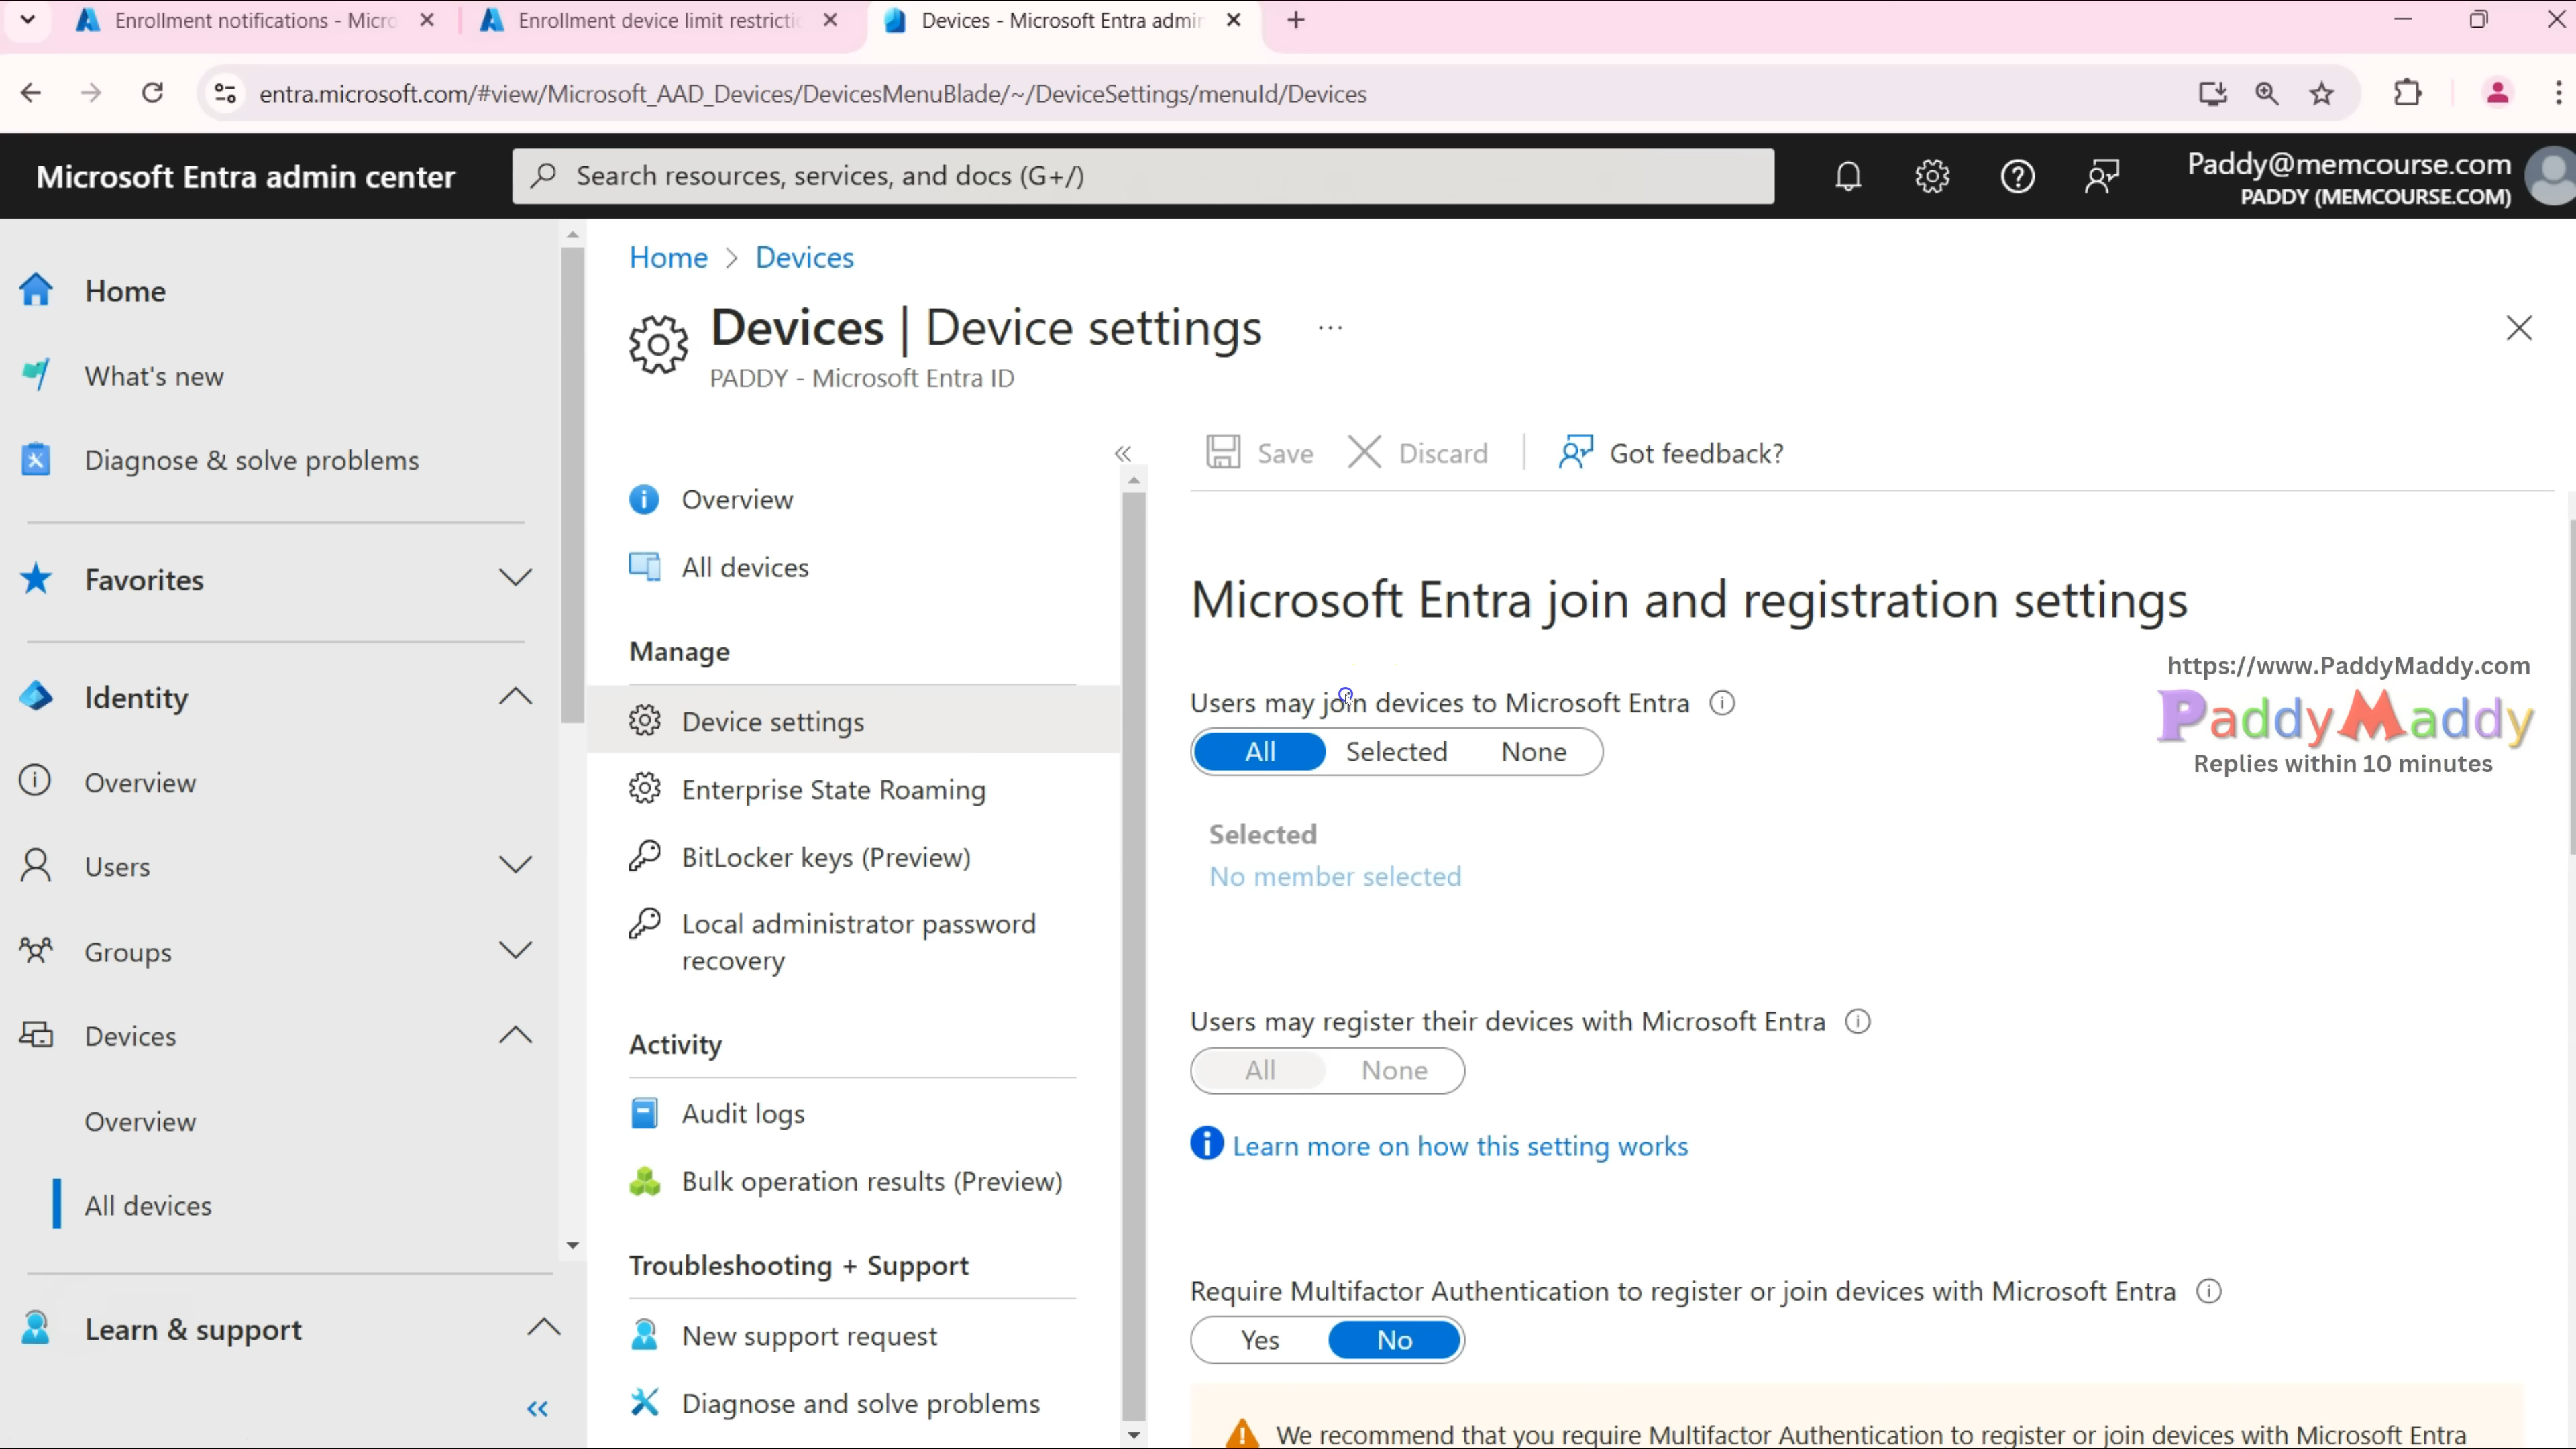 Enrollment notifications - Micro
Enrollment device limit restricti
Devices - Microsoft Entra admin
entra.microsoft.com/#view/Microsoft_AAD_Devices/DevicesMenuBlade/~/DeviceSettings/menuId/Devices
Microsoft Entra admin center
Search resources, services, and docs (G+/)
Paddy@memcourse.com
PADDY (MEMCOURSE.COM)
Home
What's new
Diagnose & solve problems
Favorites
Identity
Overview
Users
Groups
Devices
Overview
All devices
Learn & support
Home > Devices
Devices | Device settings
PADDY - Microsoft Entra ID
Overview
All devices
Manage
Device settings
Enterprise State Roaming
BitLocker keys (Preview)
Local administrator password
recovery
Activity
Audit logs
Bulk operation results (Preview)
Troubleshooting + Support
New support request
Diagnose and solve problems
Save Discard Got feedback?
Microsoft Entra join and registration settings
https://www.PaddyMaddy.com
PaddyMaddy
Replies within 10 minutes
Users may join devices to Microsoft Entra
All Selected None
Selected
No member selected
Users may register their devices with Microsoft Entra
All None
Learn more on how this setting works
Require Multifactor Authentication to register or join devices with Microsoft Entra
Yes No
We recommend that you require Multifactor Authentication to register or join devices with Microsoft Entra